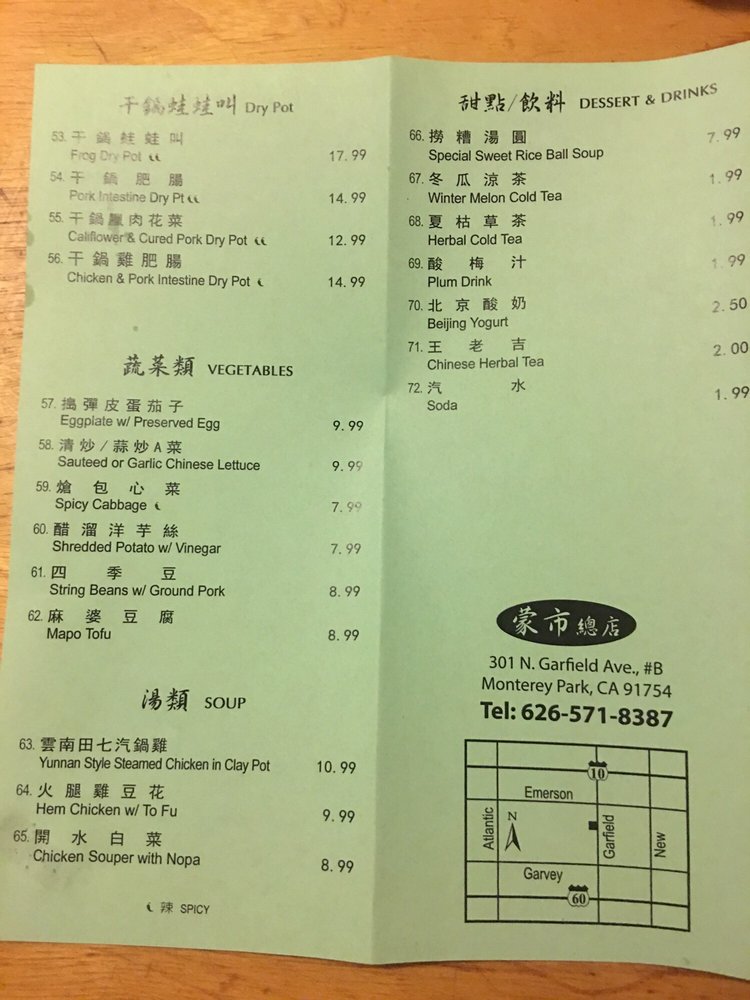 干鍋蛙蛙叫 Dry Pot
53. 干鍋蛙蛙叫
Frog Dry Pot 17.99
54. 干鍋肥腸
Pork Intestine Dry Pt 14.99
55. 干鍋臘肉花菜
Califlower & Cured Pork Dry Pot 12.99
56. 干鍋雞肥腸
Chicken & Pork Intestine Dry Pot 14.99
蔬菜類 VEGETABLES
57. 搗彈皮蛋茄子
Eggplate w/ Preserved Egg 9.99
58. 清炒/蒜炒A菜
Sauteed or Garlic Chinese Lettuce 9.99
59. 熗包心菜
Spicy Cabbage 7.99
60. 醋溜洋芋絲
Shredded Potato w/ Vinegar 7.99
61. 四季豆
String Beans w/ Ground Pork 8.99
62. 麻婆豆腐
Mapo Tofu 8.99
湯類 SOUP
63. 雲南田七汽鍋雞
Yunnan Style Steamed Chicken in Clay Pot 10.99
64. 火腿雞豆花
Hem Chicken w/ To Fu 9.99
65. 開水白菜
Chicken Souper with Nopa 8.99
辣 SPICY
甜點/飲料 DESSERT & DRINKS
66. 撈糟湯圓 7.99
Special Sweet Rice Ball Soup
67. 冬瓜涼茶 1.99
Winter Melon Cold Tea
68. 夏枯草茶 1.99
Herbal Cold Tea
69. 酸梅汁 1.99
Plum Drink
70. 北京酸奶 2.50
Beijing Yogurt
71. 王老吉 2.00
Chinese Herbal Tea
72. 汽水 1.99
Soda
蒙市總店
301 N. Garfield Ave., #B
Monterey Park, CA 91754
Tel: 626-571-8387
10
Emerson
Atlantic
N
Garfield
New
Garvey
60